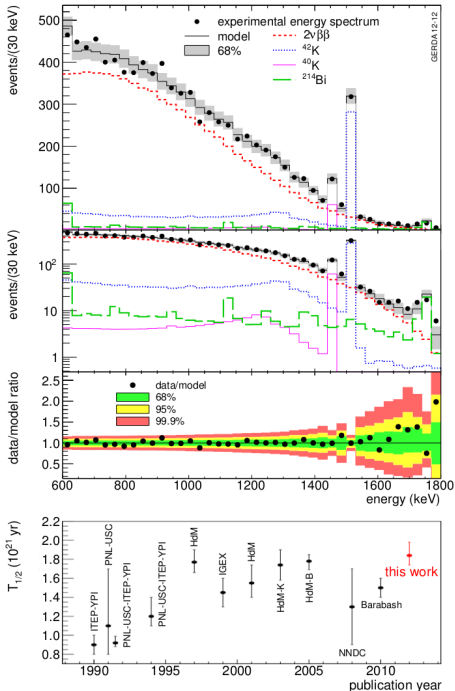 experimental energy spectrum
model
68%
2νββ
⁴²K
⁴⁰K
²¹⁴Bi
GERDA 12-12
events/(30 keV)
500
400
300
200
100
events/(30 keV)
10²
10
1
data/model ratio
data/model
68%
95%
99.9%
2.5
2.0
1.5
1.0
0.5
600 800 1000 1200 1400 1600 1800
energy (keV)
T₁/₂ (10²¹ yr)
2.2
2.0
1.8
1.6
1.4
1.2
1.0
0.8
ITEP-YPI
PNL-USC
PNL-USC-ITEP-YPI
PNL-USC-ITEP-YPI
HdM
IGEX
HdM
HdM-K
HdM-B
NNDC
Barabash
this work
1990 1995 2000 2005 2010
publication year